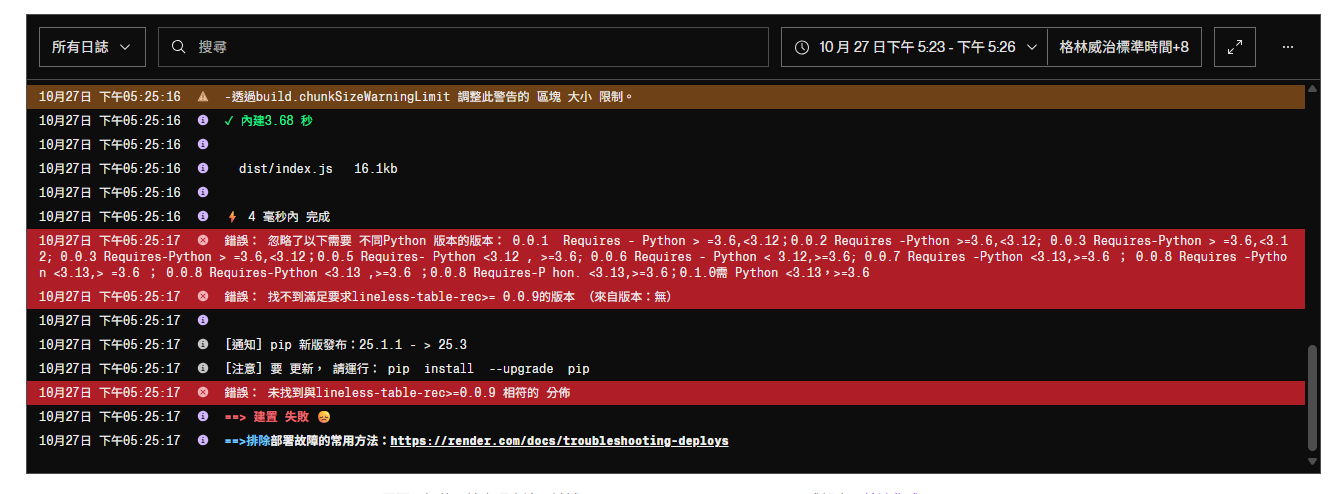 所有日誌
搜尋
10 月 27 日下午 5:23 - 下午 5:26
格林威治標準時間+8
10月27日 下午05:25:16 -透過build.chunkSizeWarningLimit 調整此警告的 區塊 大小 限制。
10月27日 下午05:25:16 ✓ 內建3.68 秒
10月27日 下午05:25:16
10月27日 下午05:25:16 dist/index.js 16.1kb
10月27日 下午05:25:16
10月27日 下午05:25:16 ⚡ 4 毫秒內 完成
10月27日 下午05:25:17 錯誤： 忽略了以下需要 不同Python 版本的版本： 0.0.1 Requires - Python > =3.6,<3.12；0.0.2 Requires -Python >=3.6,<3.12; 0.0.3 Requires-Python > =3.6,<3.1
2; 0.0.3 Requires-Python > =3.6,<3.12；0.0.5 Requires- Python <3.12 , >=3.6; 0.0.6 Requires - Python < 3.12,>=3.6; 0.0.7 Requires -Python <3.13,>=3.6 ； 0.0.8 Requires -Pytho
n <3.13,> =3.6 ； 0.0.8 Requires-Python <3.13 ,>=3.6 ；0.0.8 Requires-P hon. <3.13,>=3.6；0.1.0需 Python <3.13，>=3.6
10月27日 下午05:25:17 錯誤： 找不到滿足要求lineless-table-rec>= 0.0.9的版本 （來自版本：無）
10月27日 下午05:25:17
10月27日 下午05:25:17 [通知] pip 新版發布：25.1.1 - > 25.3
10月27日 下午05:25:17 [注意] 要 更新， 請運行： pip install --upgrade pip
10月27日 下午05:25:17 錯誤： 未找到與lineless-table-rec>=0.0.9 相符的 分佈
10月27日 下午05:25:17 ==> 建置 失敗 😞
10月27日 下午05:25:17 ==>排除部署故障的常用方法：https://render.com/docs/troubleshooting-deploys